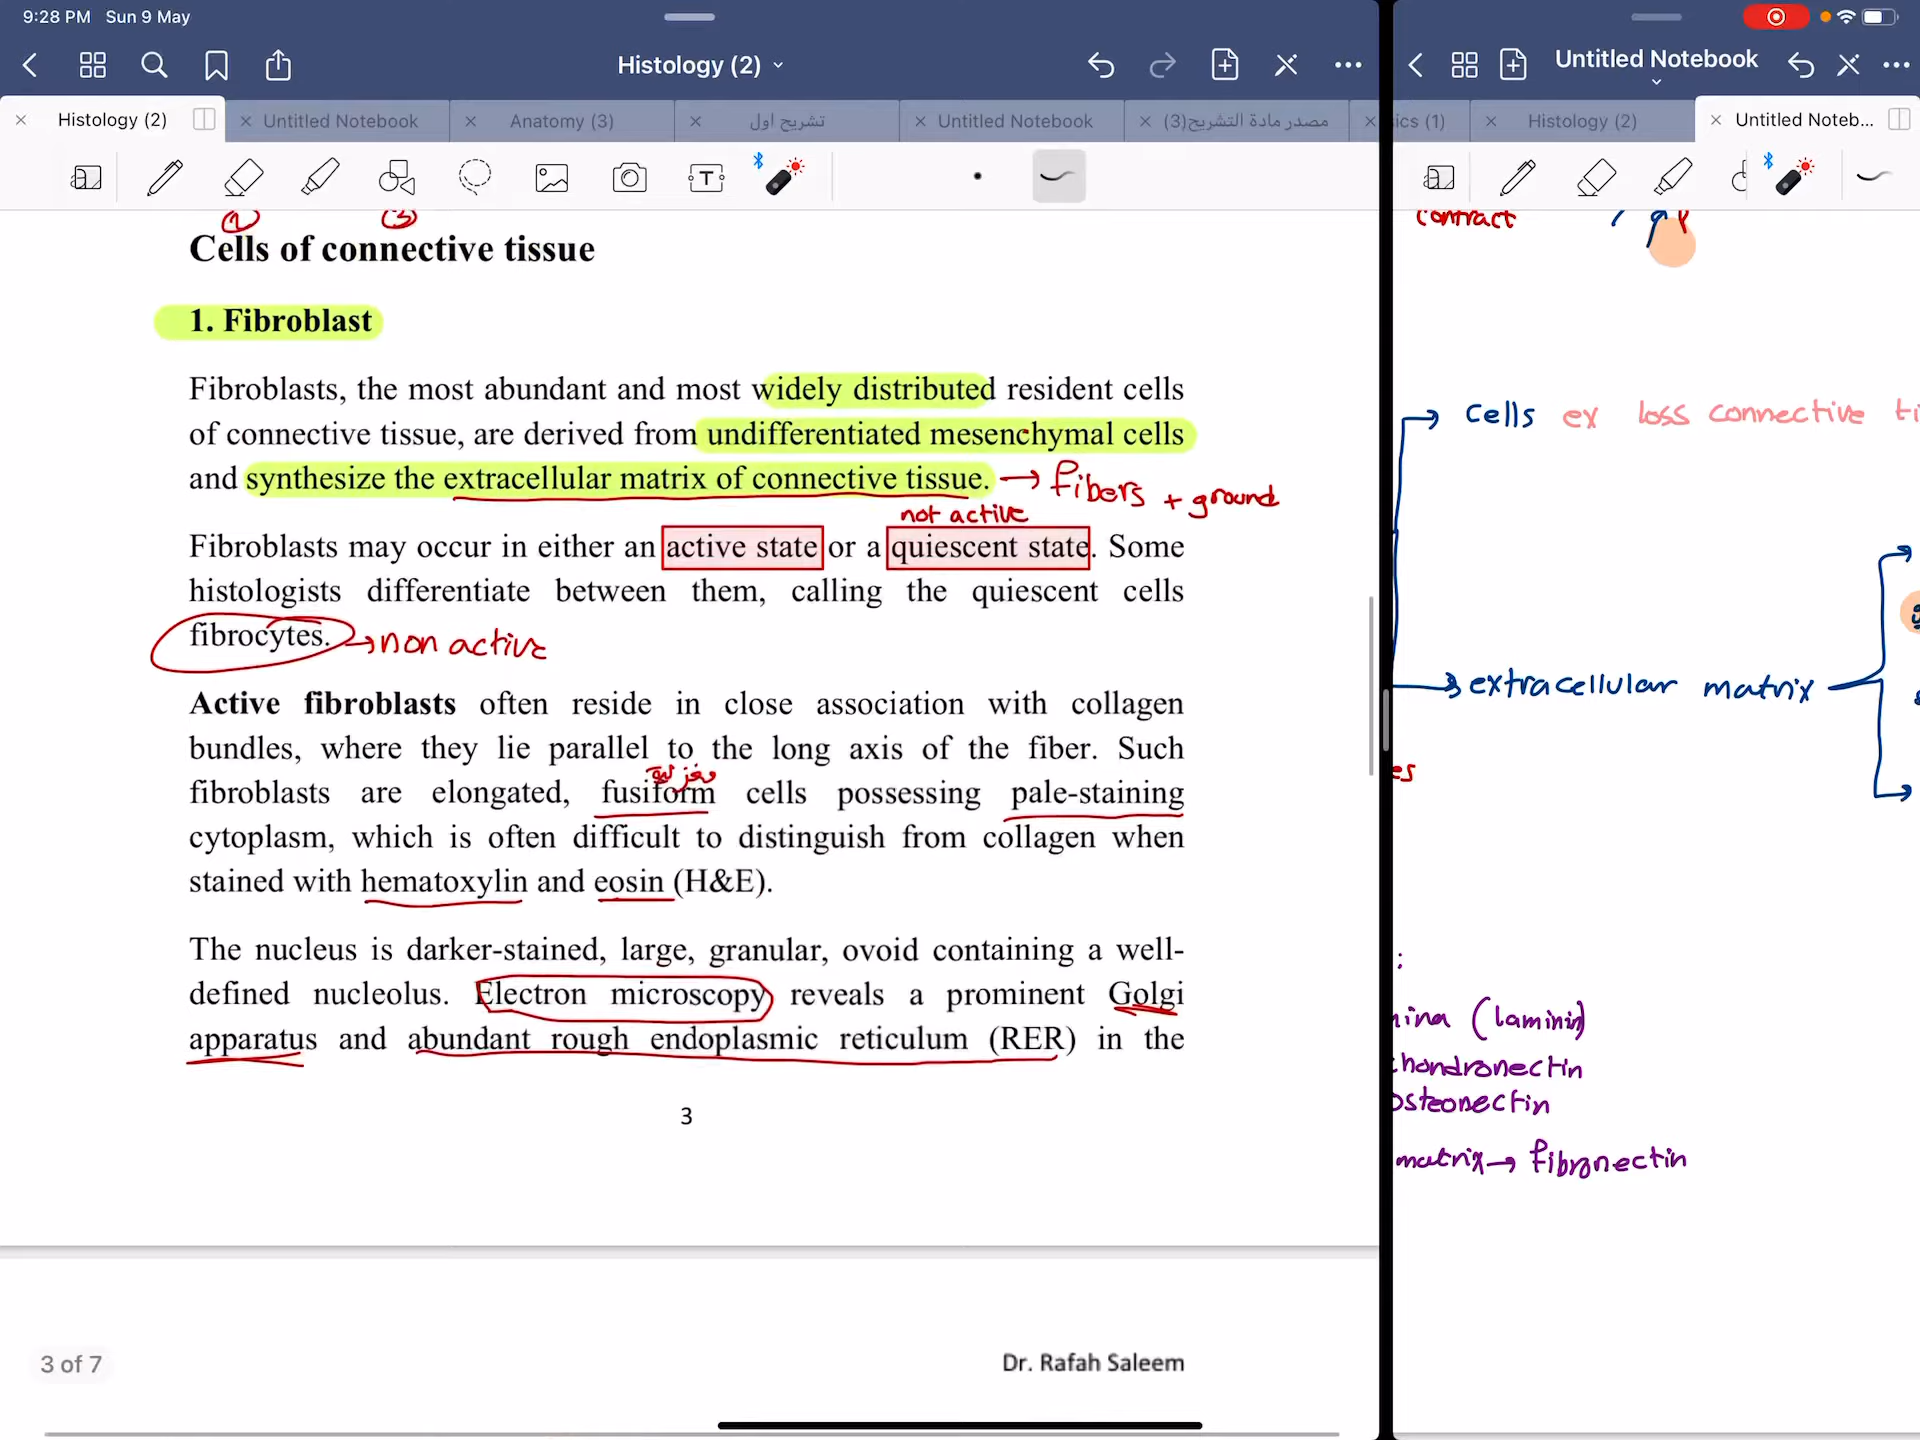 9:28 PM Sun 9 May
Histology (2)
Untitled Notebook
Histology (2)
Untitled Notebook
Anatomy (3)
تشريح اول
Untitled Notebook
مصدر مادة التشريح(3)
ics (1)
Histology (2)
Untitled Noteb...
T
Cells of connective tissue
1. Fibroblast
Fibroblasts, the most abundant and most widely distributed resident cells
of connective tissue, are derived from undifferentiated mesenchymal cells
and synthesize the extracellular matrix of connective tissue. → fibers + ground
not active
Fibroblasts may occur in either an active state or a quiescent state. Some
histologists differentiate between them, calling the quiescent cells
fibrocytes. → non active
Active fibroblasts often reside in close association with collagen
bundles, where they lie parallel to the long axis of the fiber. Such
مغزلية
fibroblasts are elongated, fusiform cells possessing pale-staining
cytoplasm, which is often difficult to distinguish from collagen when
stained with hematoxylin and eosin (H&E).
The nucleus is darker-stained, large, granular, ovoid containing a well-
defined nucleolus. Electron microscopy reveals a prominent Golgi
apparatus and abundant rough endoplasmic reticulum (RER) in the
3
3 of 7
Dr. Rafah Saleem
contract
→ cells ex loss connective ti
→ extracellular matrix
es
:
mina (laminin)
chondronectin
osteonectin
matrix → fibronectin